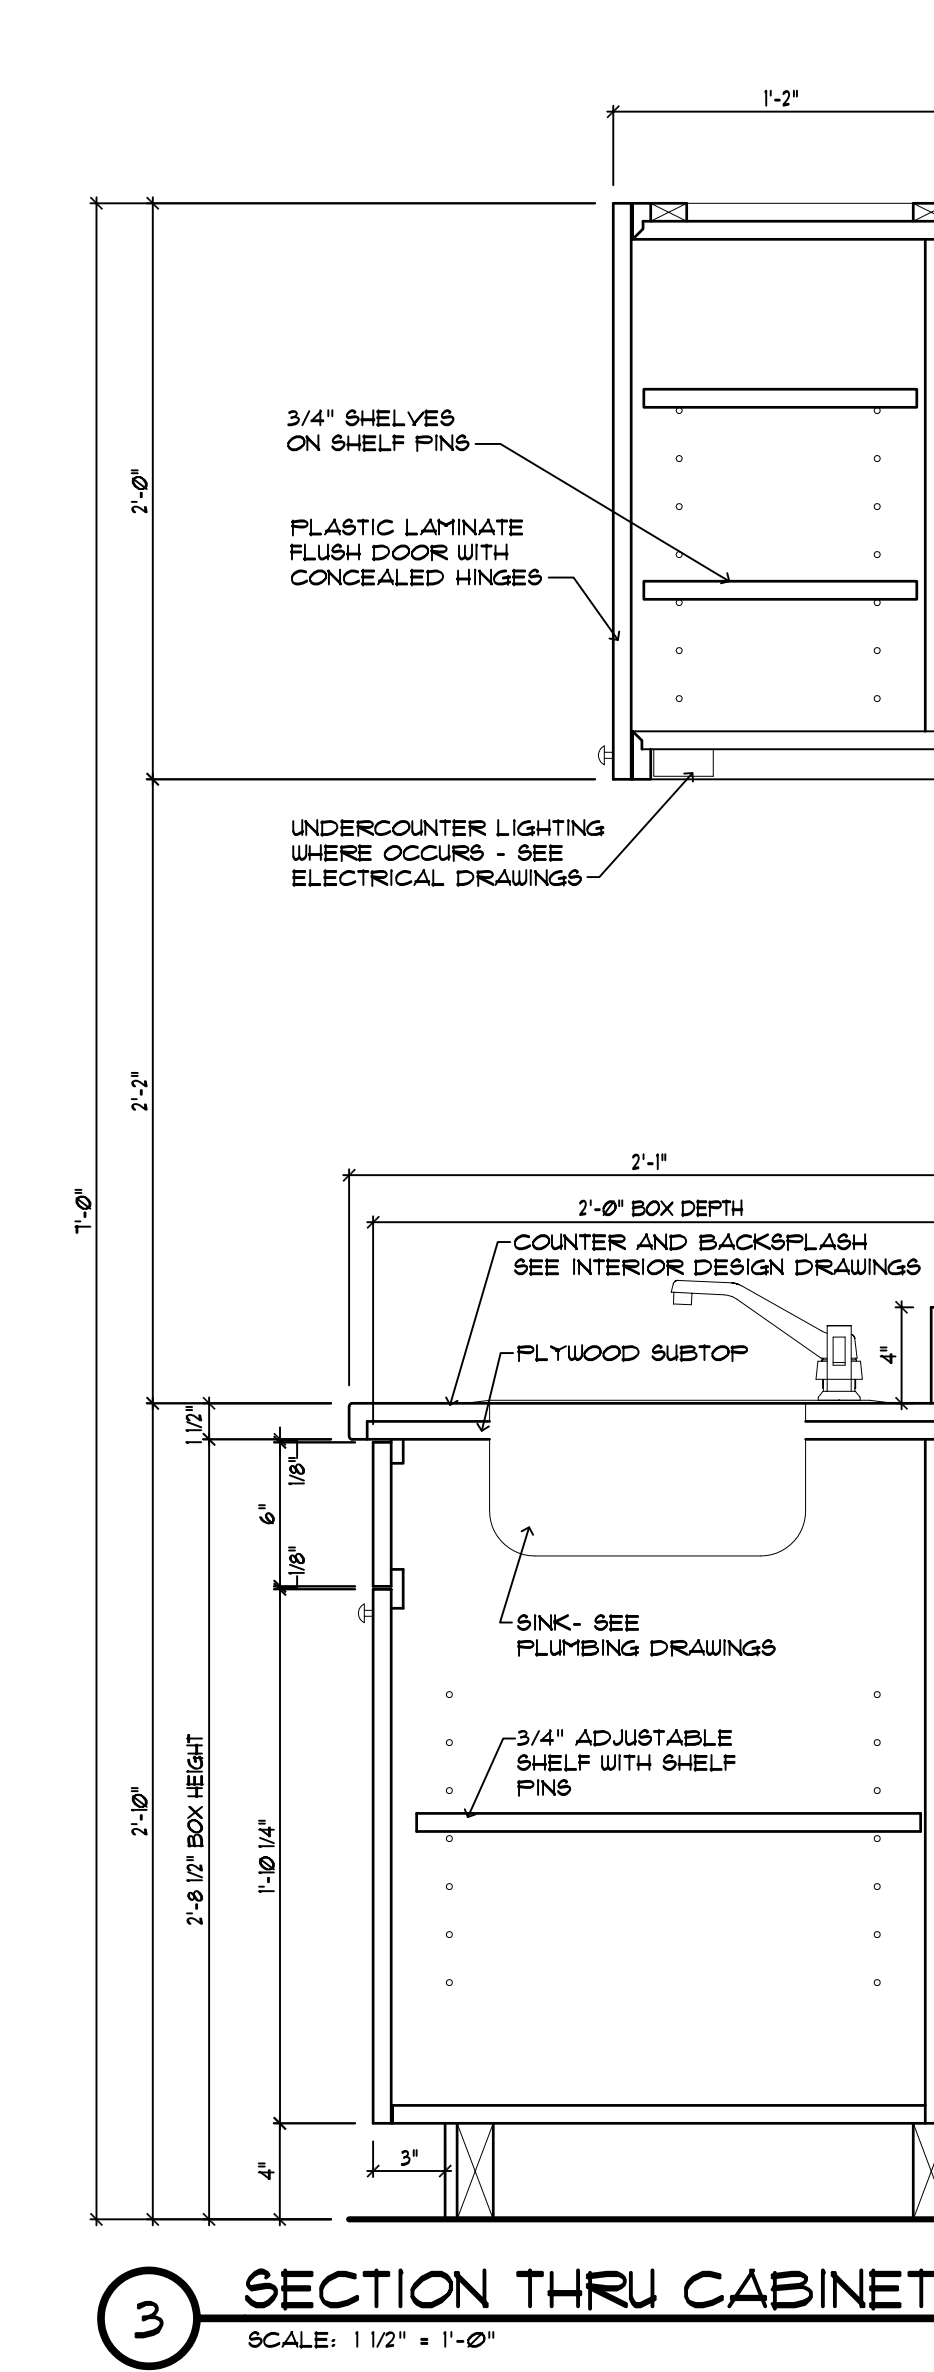 1'-2"
3/4" SHELVES
ON SHELF PINS
2'-0"
PLASTIC LAMINATE
FLUSH DOOR WITH
CONCEALED HINGES
UNDERCOUNTER LIGHTING
WHERE OCCURS - SEE
ELECTRICAL DRAWINGS
2'-2"
7'-0"
2'-1"
2'-0" BOX DEPTH
COUNTER AND BACKSPLASH
SEE INTERIOR DESIGN DRAWINGS
PLYWOOD SUBTOP
4"
1 1/2"
1/8"
6"
1/8"
SINK- SEE
PLUMBING DRAWINGS
3/4" ADJUSTABLE
SHELF WITH SHELF
PINS
2'-10"
2'-8 1/2" BOX HEIGHT
1'-10 1/4"
3"
4"
3
SECTION THRU CABINET
SCALE: 1 1/2" = 1'-0"